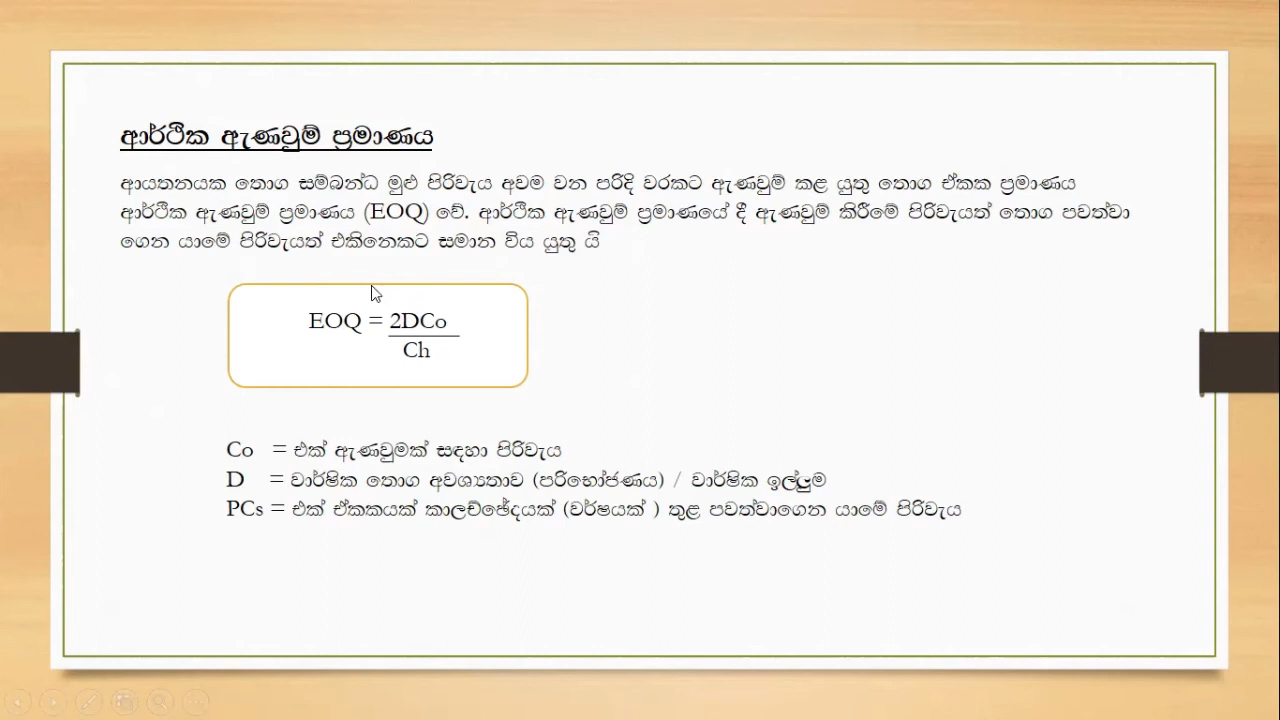 ආර්ථික ඇණවුම් ප්‍රමාණය
ආයතනයක තොග සම්බන්ධ මුළු පිරිවැය අවම වන පරිදි වරකට ඇණවුම් කළ යුතු තොග ඒකක ප්‍රමාණය
ආර්ථික ඇණවුම් ප්‍රමාණය (EOQ) වේ. ආර්ථික ඇණවුම් ප්‍රමාණයේ දී ඇණවුම් කිරීමේ පිරිවැයත් තොග පවත්වා
ගෙන යාමේ පිරිවැයත් එකිනෙකට සමාන විය යුතු යි
EOQ = 2DCo
Ch
Co = එක් ඇණවුමක් සඳහා පිරිවැය
D = වාර්ෂික තොග අවශ්‍යතාව (පරිභෝජණය) / වාර්ෂික ඉල්ලුම
PCs = එක් ඒකකයක් කාලච්ඡේදයක් (වර්ෂයක් ) තුළ පවත්වාගෙන යාමේ පිරිවැය